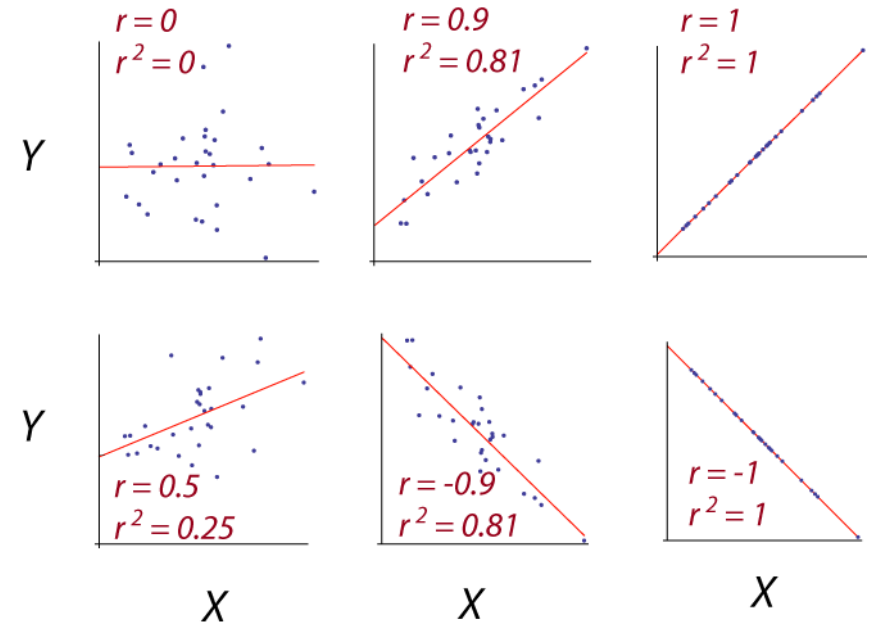 r = 0
r² = 0
r = 0.9
r² = 0.81
r = 1
r² = 1
Y
r = 0.5
r² = 0.25
r = -0.9
r² = 0.81
r = -1
r² = 1
Y
X
X
X